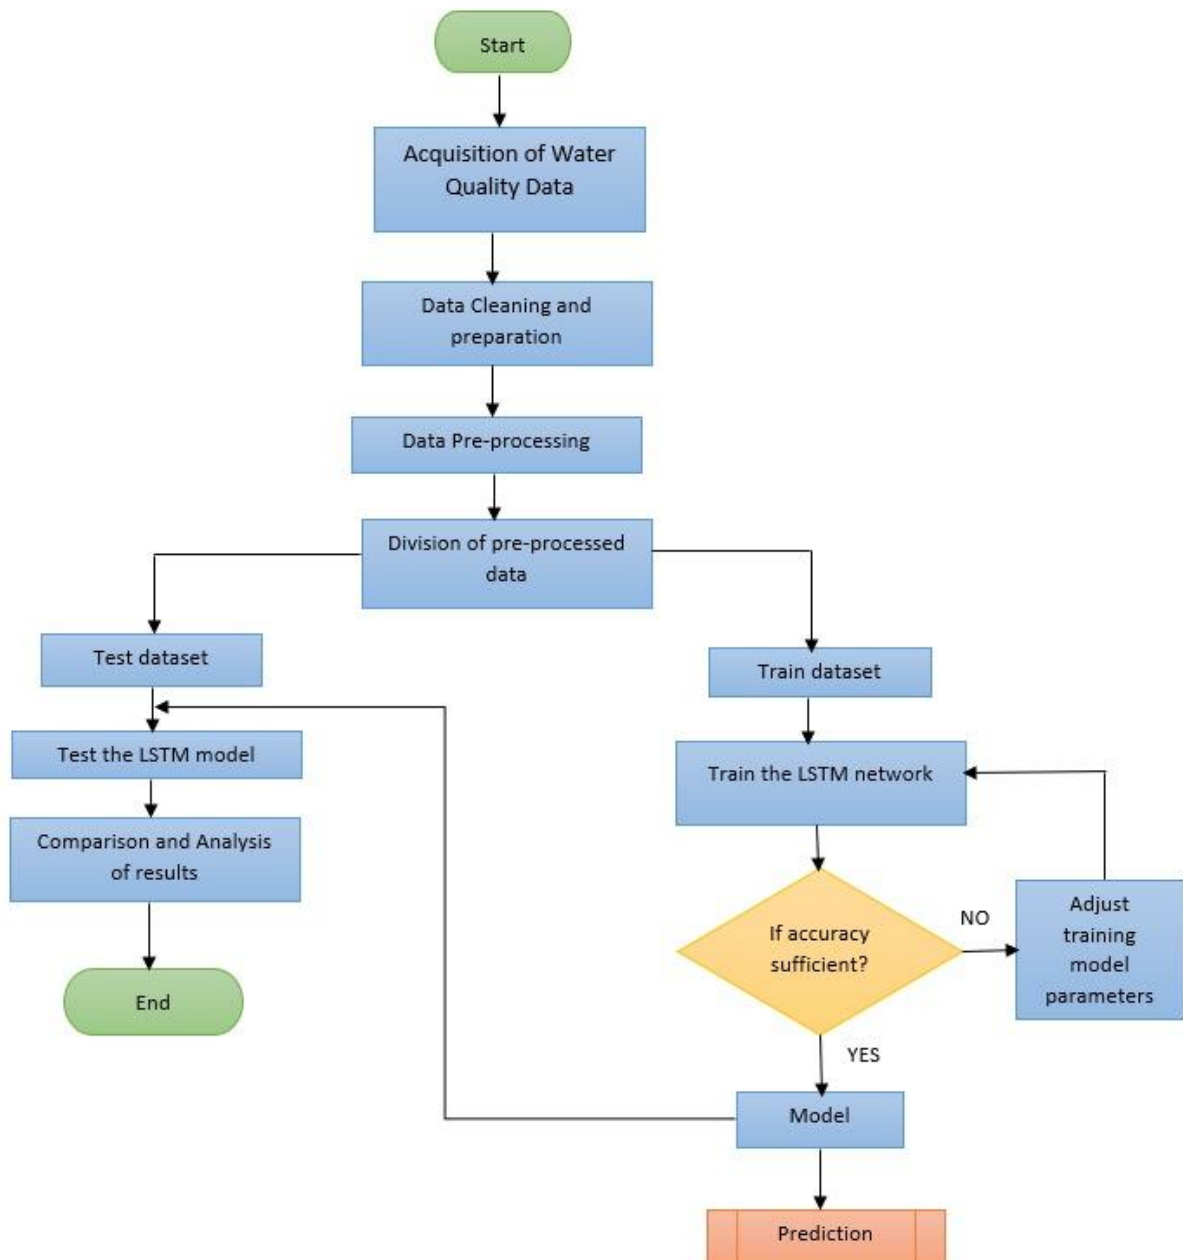 Start
Acquisition of Water
Quality Data
Data Cleaning and
preparation
Data Pre-processing
Division of pre-processed
data
Test dataset
Train dataset
Test the LSTM model
Train the LSTM network
Comparison and Analysis
of results
If accuracy
sufficient?
NO
Adjust
training
model
parameters
End
YES
Model
Prediction